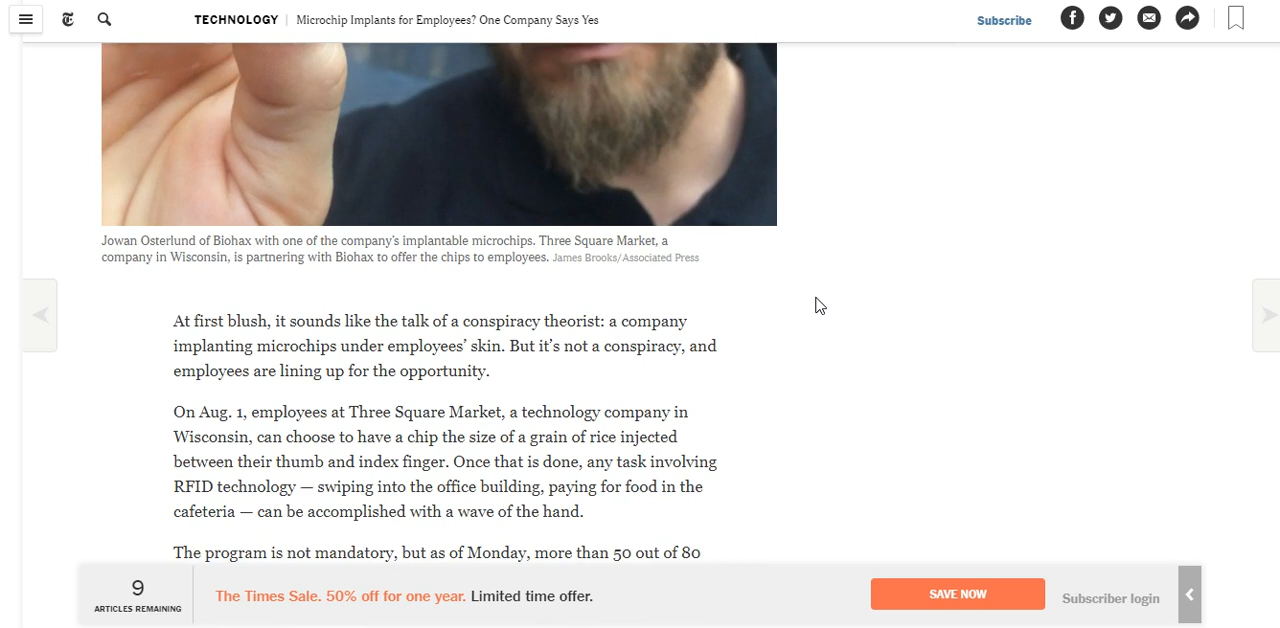 TECHNOLOGY | Microchip Implants for Employees? One Company Says Yes
Subscribe
Jowan Osterlund of Biohax with one of the company's implantable microchips. Three Square Market, a
company in Wisconsin, is partnering with Biohax to offer the chips to employees. James Brooks/Associated Press
At first blush, it sounds like the talk of a conspiracy theorist: a company
implanting microchips under employees' skin. But it's not a conspiracy, and
employees are lining up for the opportunity.
On Aug. 1, employees at Three Square Market, a technology company in
Wisconsin, can choose to have a chip the size of a grain of rice injected
between their thumb and index finger. Once that is done, any task involving
RFID technology — swiping into the office building, paying for food in the
cafeteria — can be accomplished with a wave of the hand.
The program is not mandatory, but as of Monday, more than 50 out of 80
9
ARTICLES REMAINING
The Times Sale. 50% off for one year. Limited time offer.
SAVE NOW
Subscriber login